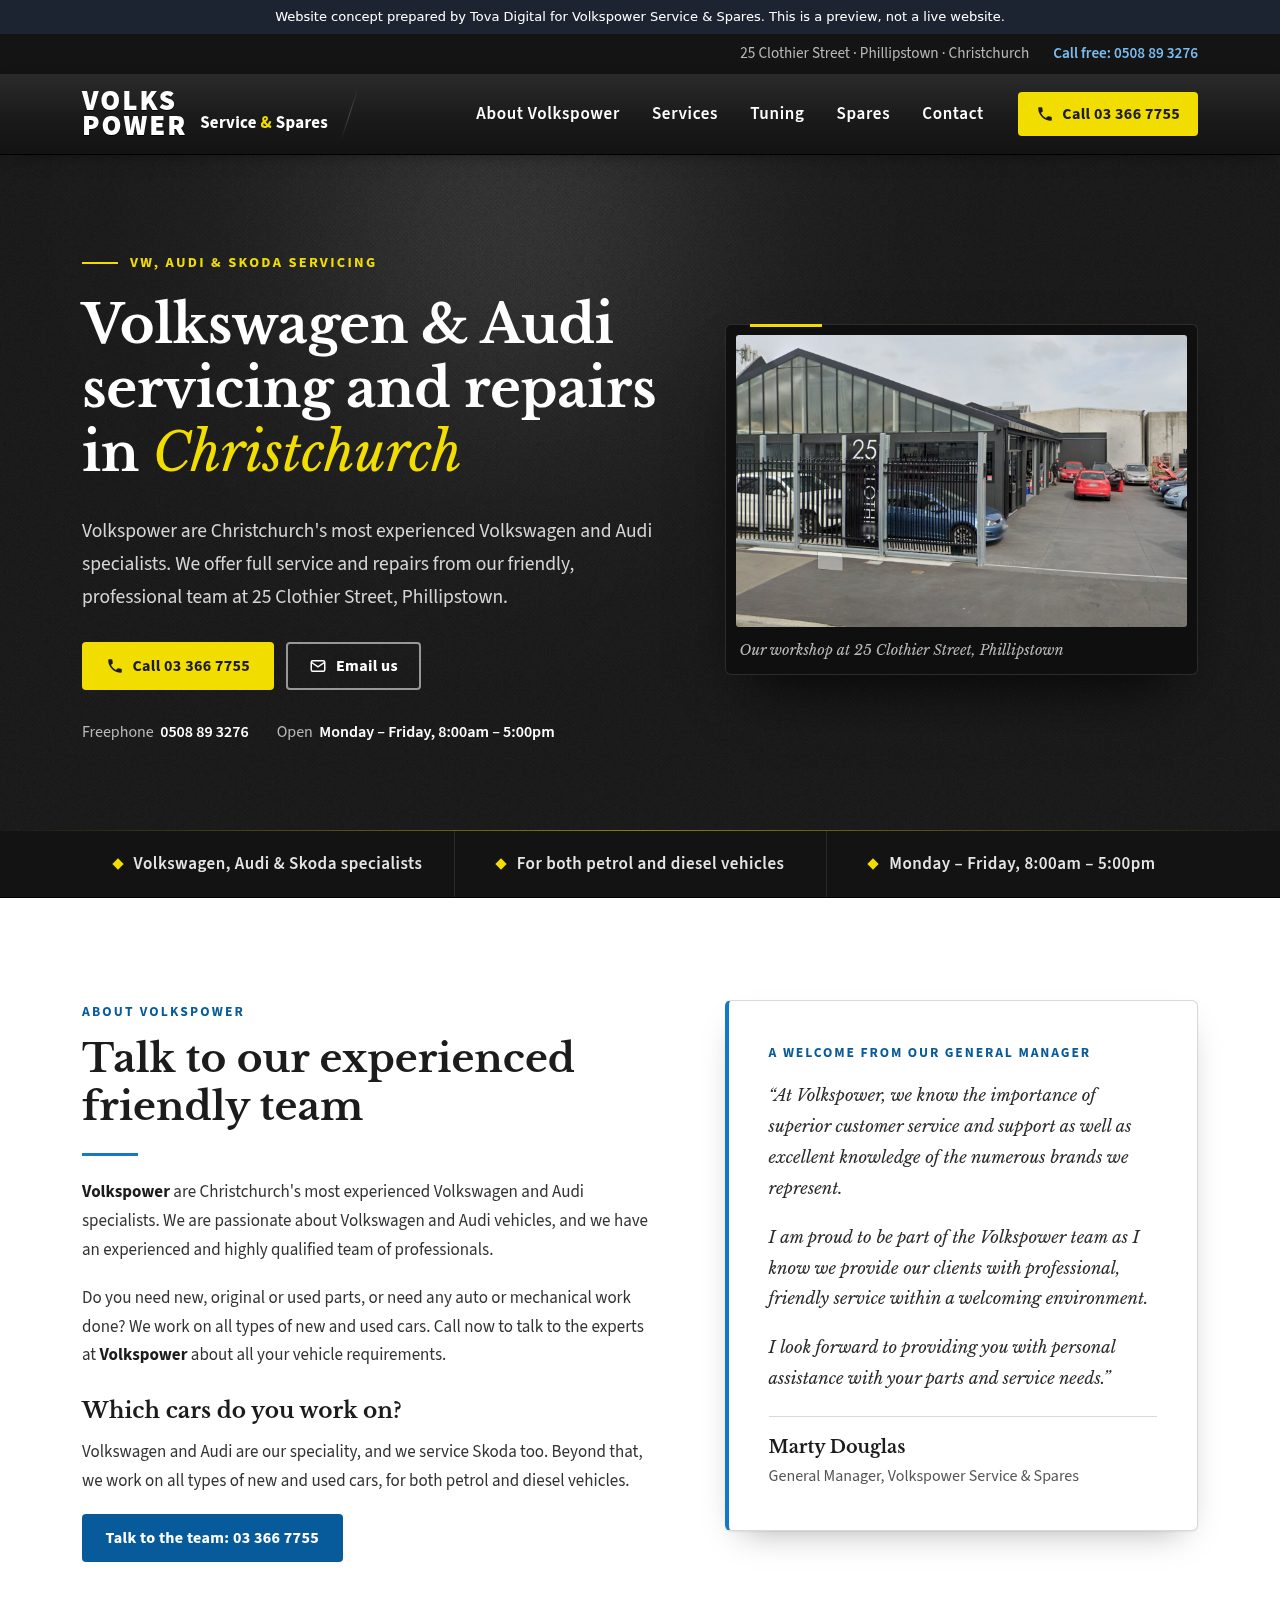 Website concept prepared by Tova Digital for Volkspower Service & Spares. This is a preview, not a live website.
25 Clothier Street · Phillipstown · Christchurch Call free: 0508 89 3276
VOLKS
POWER Service & Spares
About Volkspower Services Tuning Spares Contact Call 03 366 7755
VW, AUDI & SKODA SERVICING
Volkswagen & Audi
servicing and repairs
in Christchurch
Volkspower are Christchurch's most experienced Volkswagen and Audi
specialists. We offer full service and repairs from our friendly,
professional team at 25 Clothier Street, Phillipstown.
Call 03 366 7755 Email us
Freephone 0508 89 3276 Open Monday – Friday, 8:00am – 5:00pm
25
Our workshop at 25 Clothier Street, Phillipstown
Volkswagen, Audi & Skoda specialists
For both petrol and diesel vehicles
Monday – Friday, 8:00am – 5:00pm
ABOUT VOLKSPOWER
Talk to our experienced
friendly team
Volkspower are Christchurch's most experienced Volkswagen and Audi
specialists. We are passionate about Volkswagen and Audi vehicles, and we have
an experienced and highly qualified team of professionals.
Do you need new, original or used parts, or need any auto or mechanical work
done? We work on all types of new and used cars. Call now to talk to the experts
at Volkspower about all your vehicle requirements.
Which cars do you work on?
Volkswagen and Audi are our speciality, and we service Skoda too. Beyond that,
we work on all types of new and used cars, for both petrol and diesel vehicles.
Talk to the team: 03 366 7755
A WELCOME FROM OUR GENERAL MANAGER
“At Volkspower, we know the importance of
superior customer service and support as well as
excellent knowledge of the numerous brands we
represent.
I am proud to be part of the Volkspower team as I
know we provide our clients with professional,
friendly service within a welcoming environment.
I look forward to providing you with personal
assistance with your parts and service needs.”
Marty Douglas
General Manager, Volkspower Service & Spares